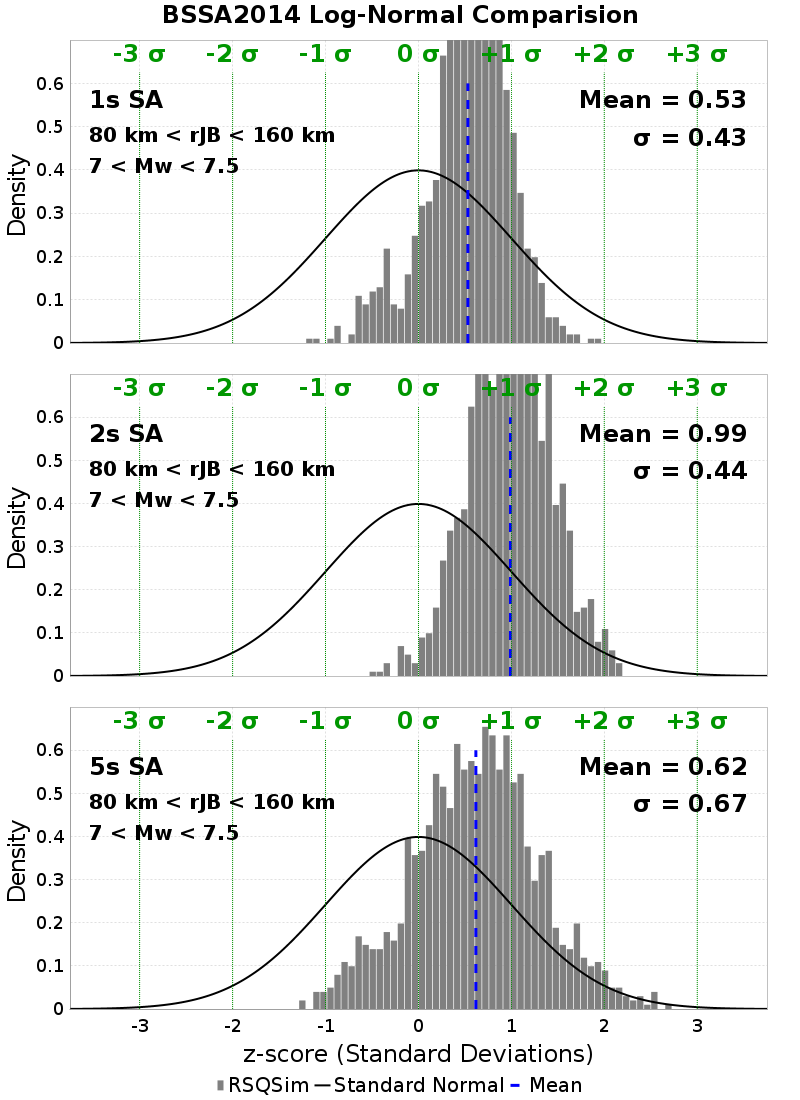 BSSA2014 Log-Normal Comparision
-3 σ -2 σ -1 σ 0 σ +1 σ +2 σ +3 σ
1s SA
80 km < rJB < 160 km
7 < Mw < 7.5
Mean = 0.53
σ = 0.43
Density
0.6
0.5
0.4
0.3
0.2
0.1
0
-3 σ -2 σ -1 σ 0 σ +1 σ +2 σ +3 σ
2s SA
80 km < rJB < 160 km
7 < Mw < 7.5
Mean = 0.99
σ = 0.44
Density
0.6
0.5
0.4
0.3
0.2
0.1
0
-3 σ -2 σ -1 σ 0 σ +1 σ +2 σ +3 σ
5s SA
80 km < rJB < 160 km
7 < Mw < 7.5
Mean = 0.62
σ = 0.67
Density
0.6
0.5
0.4
0.3
0.2
0.1
0
-3 -2 -1 0 1 2 3
z-score (Standard Deviations)
RSQSim Standard Normal Mean